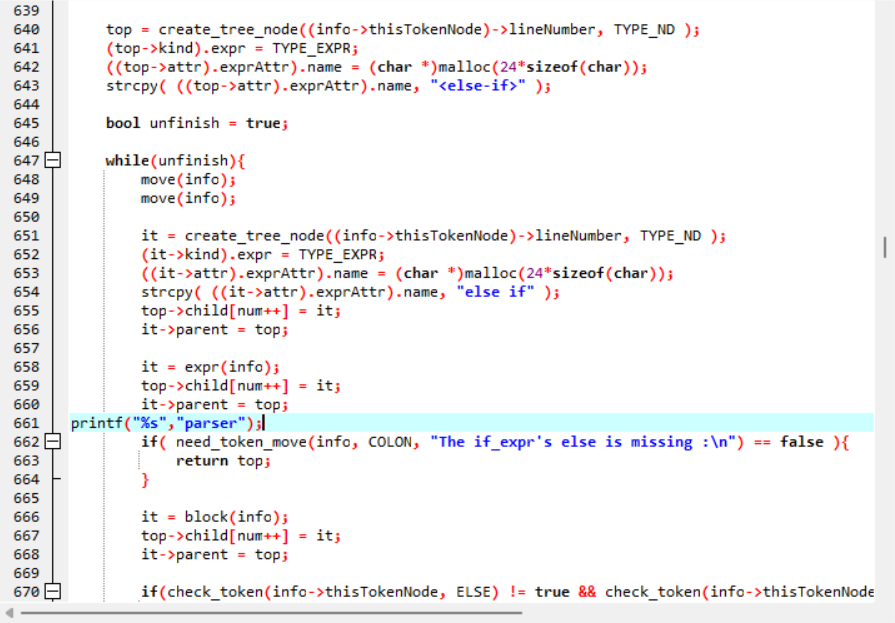 639
640 top = create_tree_node((info->thisTokenNode)->lineNumber, TYPE_ND );
641 (top->kind).expr = TYPE_EXPR;
642 ((top->attr).exprAttr).name = (char *)malloc(24*sizeof(char));
643 strcpy( ((top->attr).exprAttr).name, "<else-if>" );
644
645 bool unfinish = true;
646
647 while(unfinish){
648 move(info);
649 move(info);
650
651 it = create_tree_node((info->thisTokenNode)->lineNumber, TYPE_ND );
652 (it->kind).expr = TYPE_EXPR;
653 ((it->attr).exprAttr).name = (char *)malloc(24*sizeof(char));
654 strcpy( ((it->attr).exprAttr).name, "else if" );
655 top->child[num++] = it;
656 it->parent = top;
657
658 it = expr(info);
659 top->child[num++] = it;
660 it->parent = top;
661 printf("%s","parser");
662 if( need_token_move(info, COLON, "The if_expr's else is missing :\n") == false ){
663 return top;
664 }
665
666 it = block(info);
667 top->child[num++] = it;
668 it->parent = top;
669
670 if(check_token(info->thisTokenNode, ELSE) != true && check_token(info->thisTokenNode